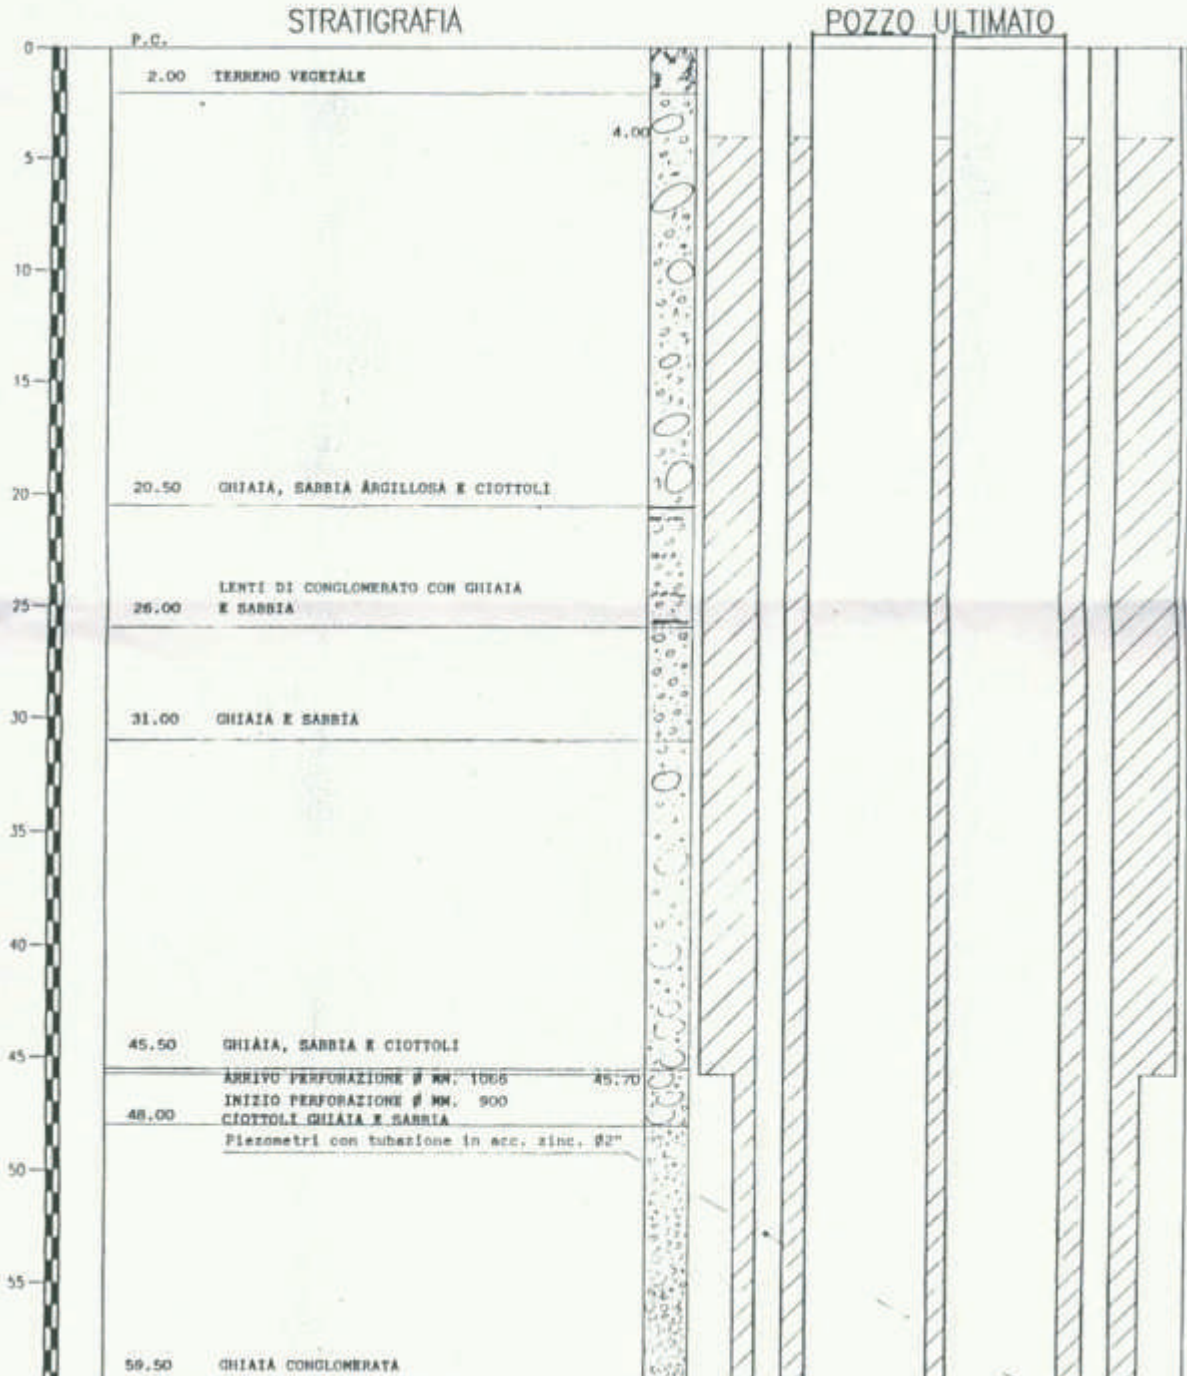 STRATIGRAFIA
POZZO ULTIMATO
P.C.
0
2.00 TERRENO VEGETALE
4.00
5
10
15
20.50 GHIAIA, SABBIA ARGILLOSA E CIOTTOLI
20
LENTI DI CONGLOMERATO CON GHIAIA
25
26.00 E SABBIA
30
31.00 GHIAIA E SABBIA
35
40
45.50 GHIAIA, SABBIA E CIOTTOLI
45
ARRIVO PERFORAZIONE Ø MM. 1066 45.70
INIZIO PERFORAZIONE Ø MM. 900
48.00 CIOTTOLI GHIAIA E SABBIA
Piezometri con tubazione in acc. zinc. Ø2"
50
55
59.50 GHIAIA CONGLOMERATA